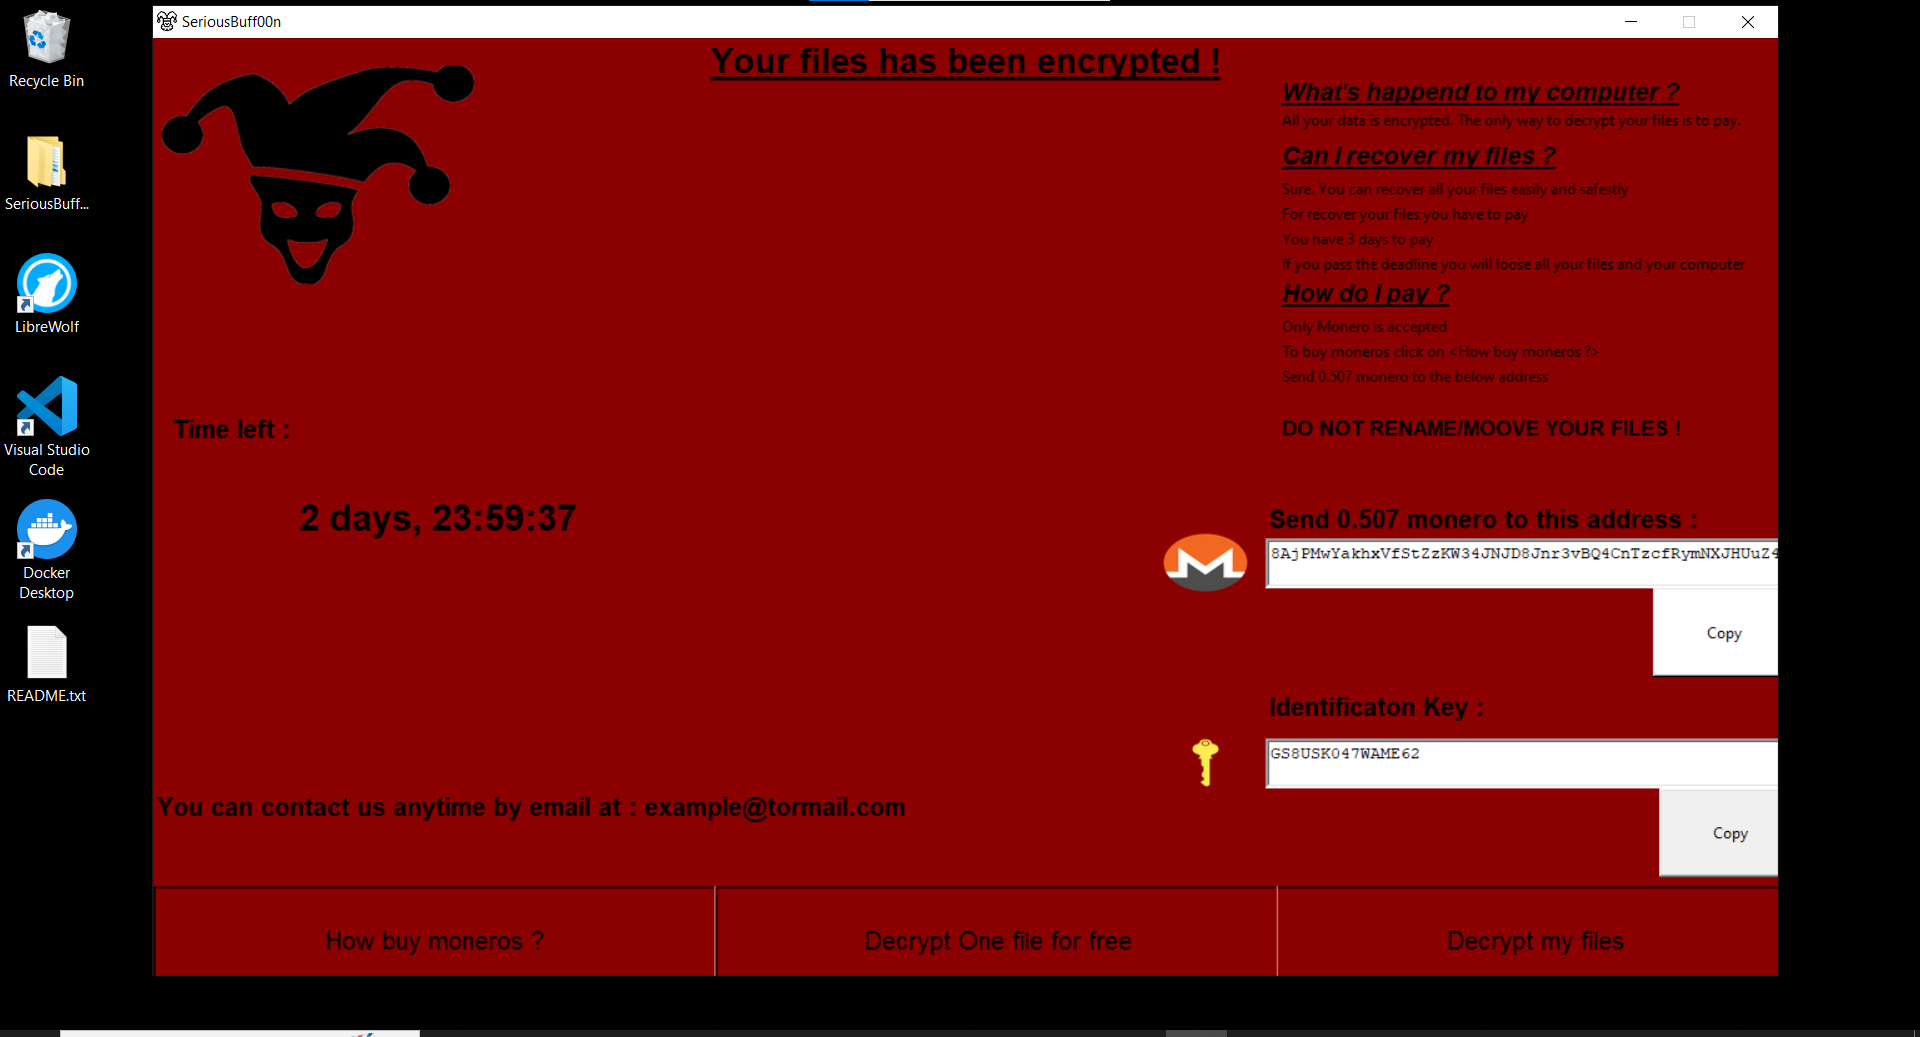 Recycle Bin
SeriousBuff...
LibreWolf
Visual Studio
Code
Docker
Desktop
README.txt
SeriousBuff00n
Your files has been encrypted !
What's happend to my computer ?
All your data is encrypted. The only way to decrypt your files is to pay.
Can I recover my files ?
Sure. You can recover all your files easily and safestly
For recover your files you have to pay
You have 3 days to pay
If you pass the deadline you will loose all your files and your computer
How do I pay ?
Only Monero is accepted
To buy moneros click on <How buy moneros ?>
Send 0.507 monero to the below address
DO NOT RENAME/MOOVE YOUR FILES !
Time left :
2 days, 23:59:37
Send 0.507 monero to this address :
8AjPMwYakhxVfStZzKW34JNJD8Jnr3vBQ4CnTzcfRymNXJHUuZ4
Copy
Identificaton Key :
GS8USK047WAME62
Copy
You can contact us anytime by email at : example@tormail.com
How buy moneros ?
Decrypt One file for free
Decrypt my files